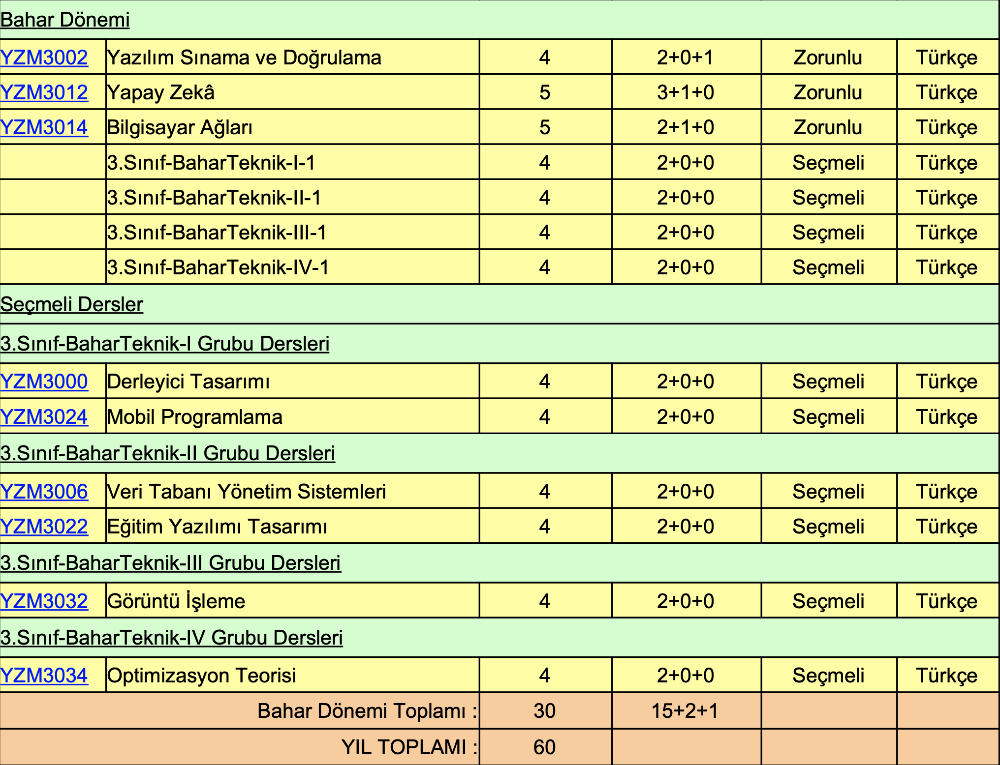 Bahar Dönemi
YZM3002 Yazılım Sınama ve Doğrulama 4 2+0+1 Zorunlu Türkçe
YZM3012 Yapay Zekâ 5 3+1+0 Zorunlu Türkçe
YZM3014 Bilgisayar Ağları 5 2+1+0 Zorunlu Türkçe
3.Sınıf-BaharTeknik-I-1 4 2+0+0 Seçmeli Türkçe
3.Sınıf-BaharTeknik-II-1 4 2+0+0 Seçmeli Türkçe
3.Sınıf-BaharTeknik-III-1 4 2+0+0 Seçmeli Türkçe
3.Sınıf-BaharTeknik-IV-1 4 2+0+0 Seçmeli Türkçe
Seçmeli Dersler
3.Sınıf-BaharTeknik-I Grubu Dersleri
YZM3000 Derleyici Tasarımı 4 2+0+0 Seçmeli Türkçe
YZM3024 Mobil Programlama 4 2+0+0 Seçmeli Türkçe
3.Sınıf-BaharTeknik-II Grubu Dersleri
YZM3006 Veri Tabanı Yönetim Sistemleri 4 2+0+0 Seçmeli Türkçe
YZM3022 Eğitim Yazılımı Tasarımı 4 2+0+0 Seçmeli Türkçe
3.Sınıf-BaharTeknik-III Grubu Dersleri
YZM3032 Görüntü İşleme 4 2+0+0 Seçmeli Türkçe
3.Sınıf-BaharTeknik-IV Grubu Dersleri
YZM3034 Optimizasyon Teorisi 4 2+0+0 Seçmeli Türkçe
Bahar Dönemi Toplamı : 30 15+2+1
YIL TOPLAMI : 60